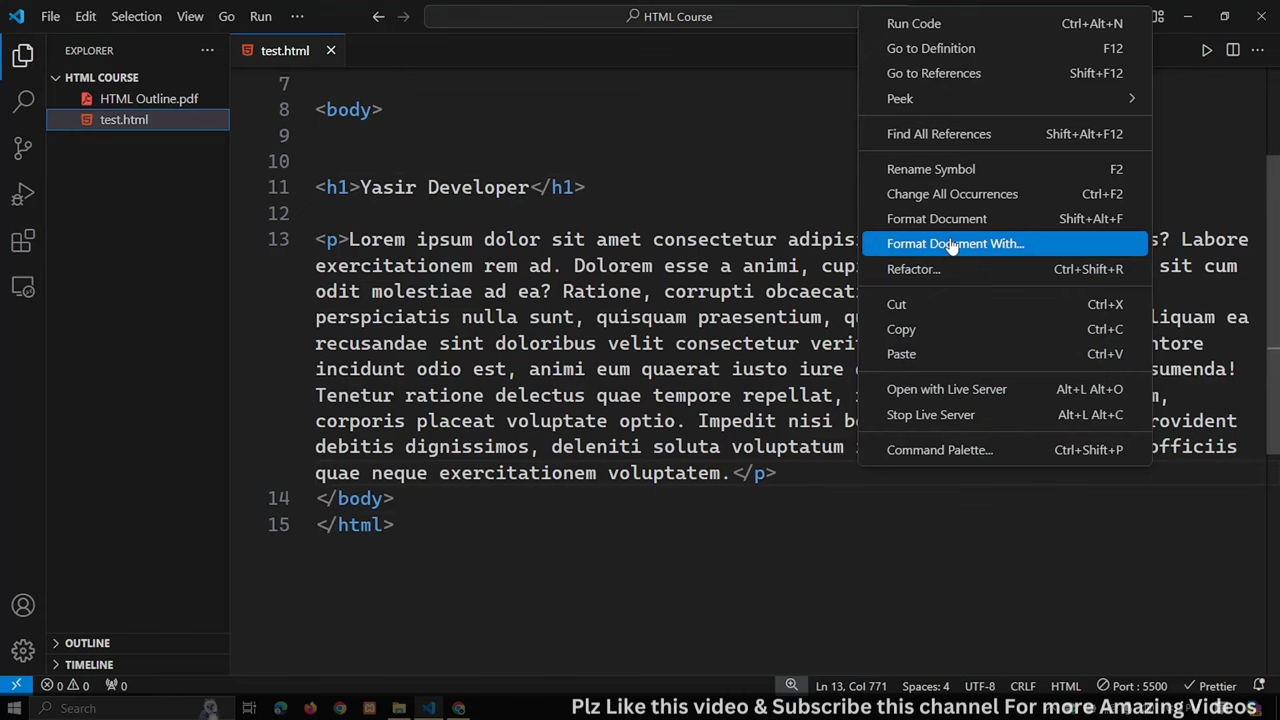 File Edit Selection View Go Run ··· HTML Course
EXPLORER ···
HTML COURSE
HTML Outline.pdf
test.html
OUTLINE
TIMELINE
test.html
7
8 <body>
9
10
11 <h1>Yasir Developer</h1>
12
13 <p>Lorem ipsum dolor sit amet consectetur s? Labore
exercitationem rem ad. Dolorem esse a animi, sit cum
odit molestiae ad ea? Ratione, corrupti
perspiciatis nulla sunt, quisquam praesentium, ea
recusandae sint doloribus velit consectetur
incidunt odio est, animi eum quaerat iusto iure
Tenetur ratione delectus quae tempore repellat,
corporis placeat voluptate optio. Impedit nisi
debitis dignissimos, deleniti soluta voluptatum
quae neque exercitationem voluptatem.</p>
14 </body>
15 </html>
Run Code Ctrl+Alt+N
Go to Definition F12
Go to References Shift+F12
Peek
Find All References Shift+Alt+F12
Rename Symbol F2
Change All Occurrences Ctrl+F2
Format Document Shift+Alt+F
Format Document With...
Refactor... Ctrl+Shift+R
Cut Ctrl+X
Copy Ctrl+C
Paste Ctrl+V
Open with Live Server Alt+L Alt+O
Stop Live Server Alt+L Alt+C
Command Palette... Ctrl+Shift+P
0 0 0 Ln 13, Col 771 Spaces: 4 UTF-8 CRLF HTML Port : 5500 Prettier
Search
Plz Like this video & Subscribe this channel For more Amazing Videos